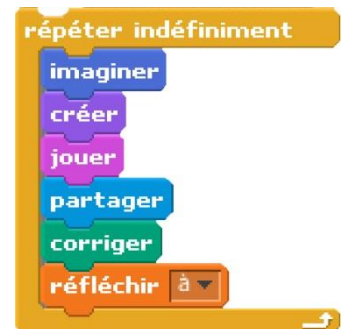 répéter indéfiniment
imaginer
créer
jouer
partager
corriger
réfléchir à